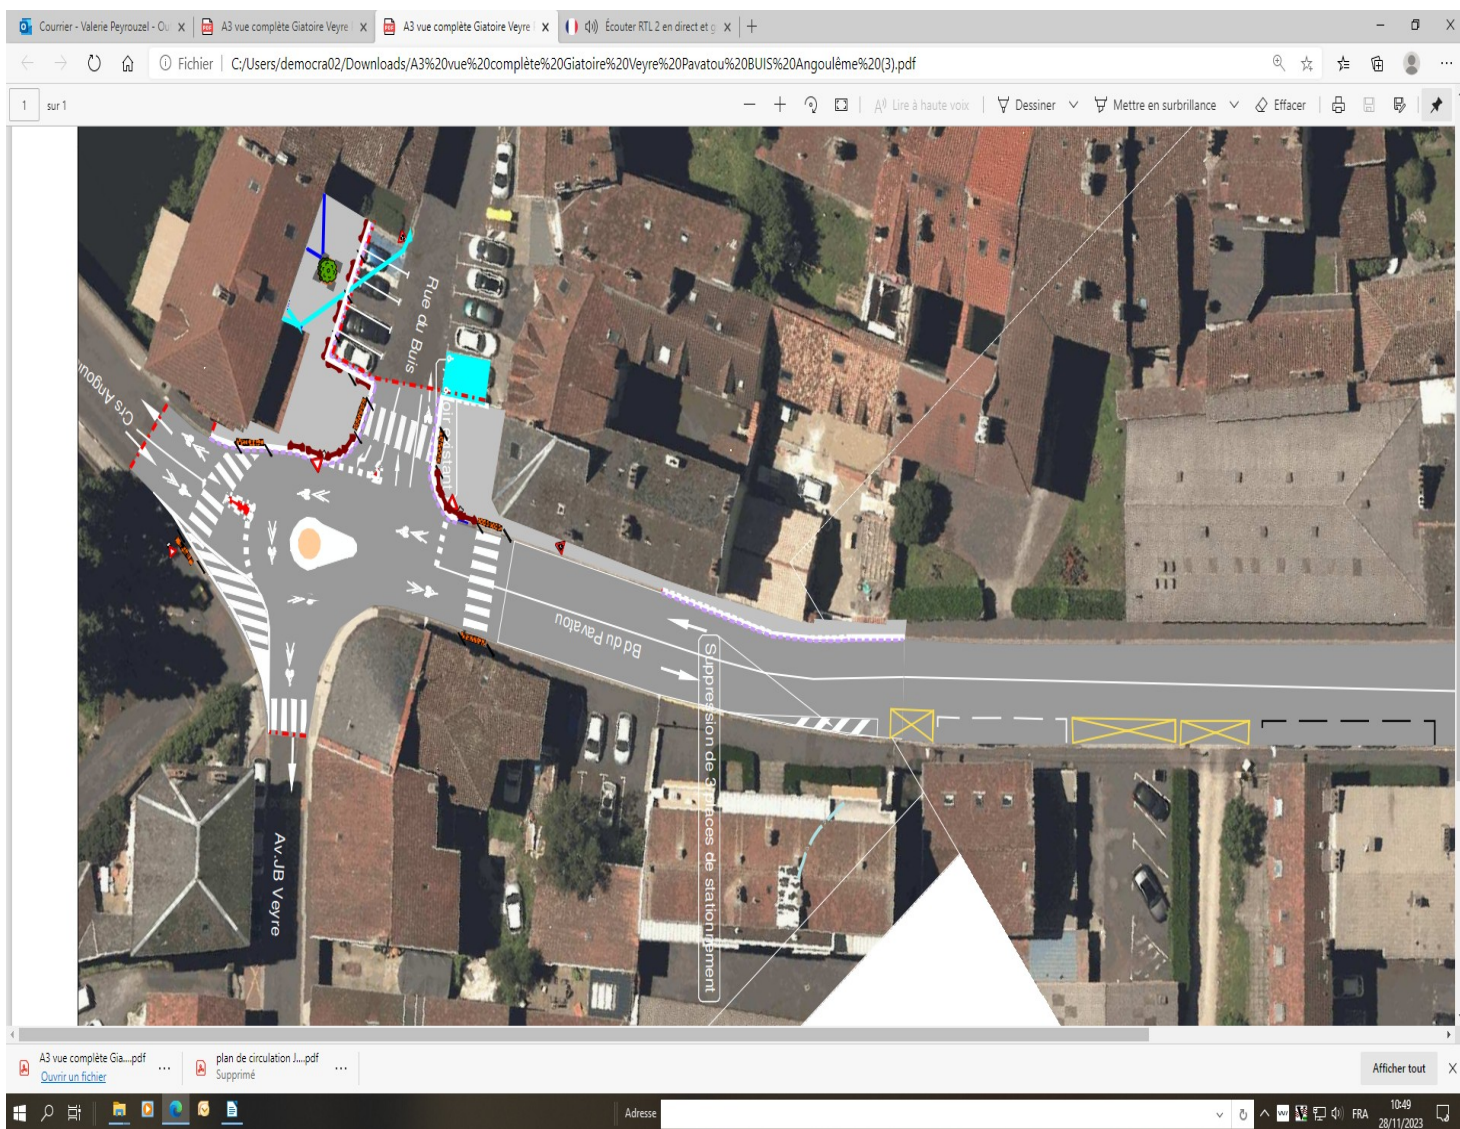 Courrier - Valerie Peyrouzel - Ou
A3 vue complète Giatoire Veyre
A3 vue complète Giatoire Veyre
Écouter RTL 2 en direct et g
Fichier
C:/Users/democra02/Downloads/A3%20vue%20complète%20Giatoire%20Veyre%20Pavatou%20BUIS%20Angoulême%20(3).pdf
1 sur 1
Lire à haute voix
Dessiner
Mettre en surbrillance
Effacer
Rue du Buis
Crs Angou
Bd du Pavatou
Suppression de 3 places de stationnement
Av.JB Veyre
A3 vue complète Gia....pdf
Ouvrir un fichier
plan de circulation J....pdf
Supprimé
Afficher tout
Adresse
FRA
10:49
28/11/2023